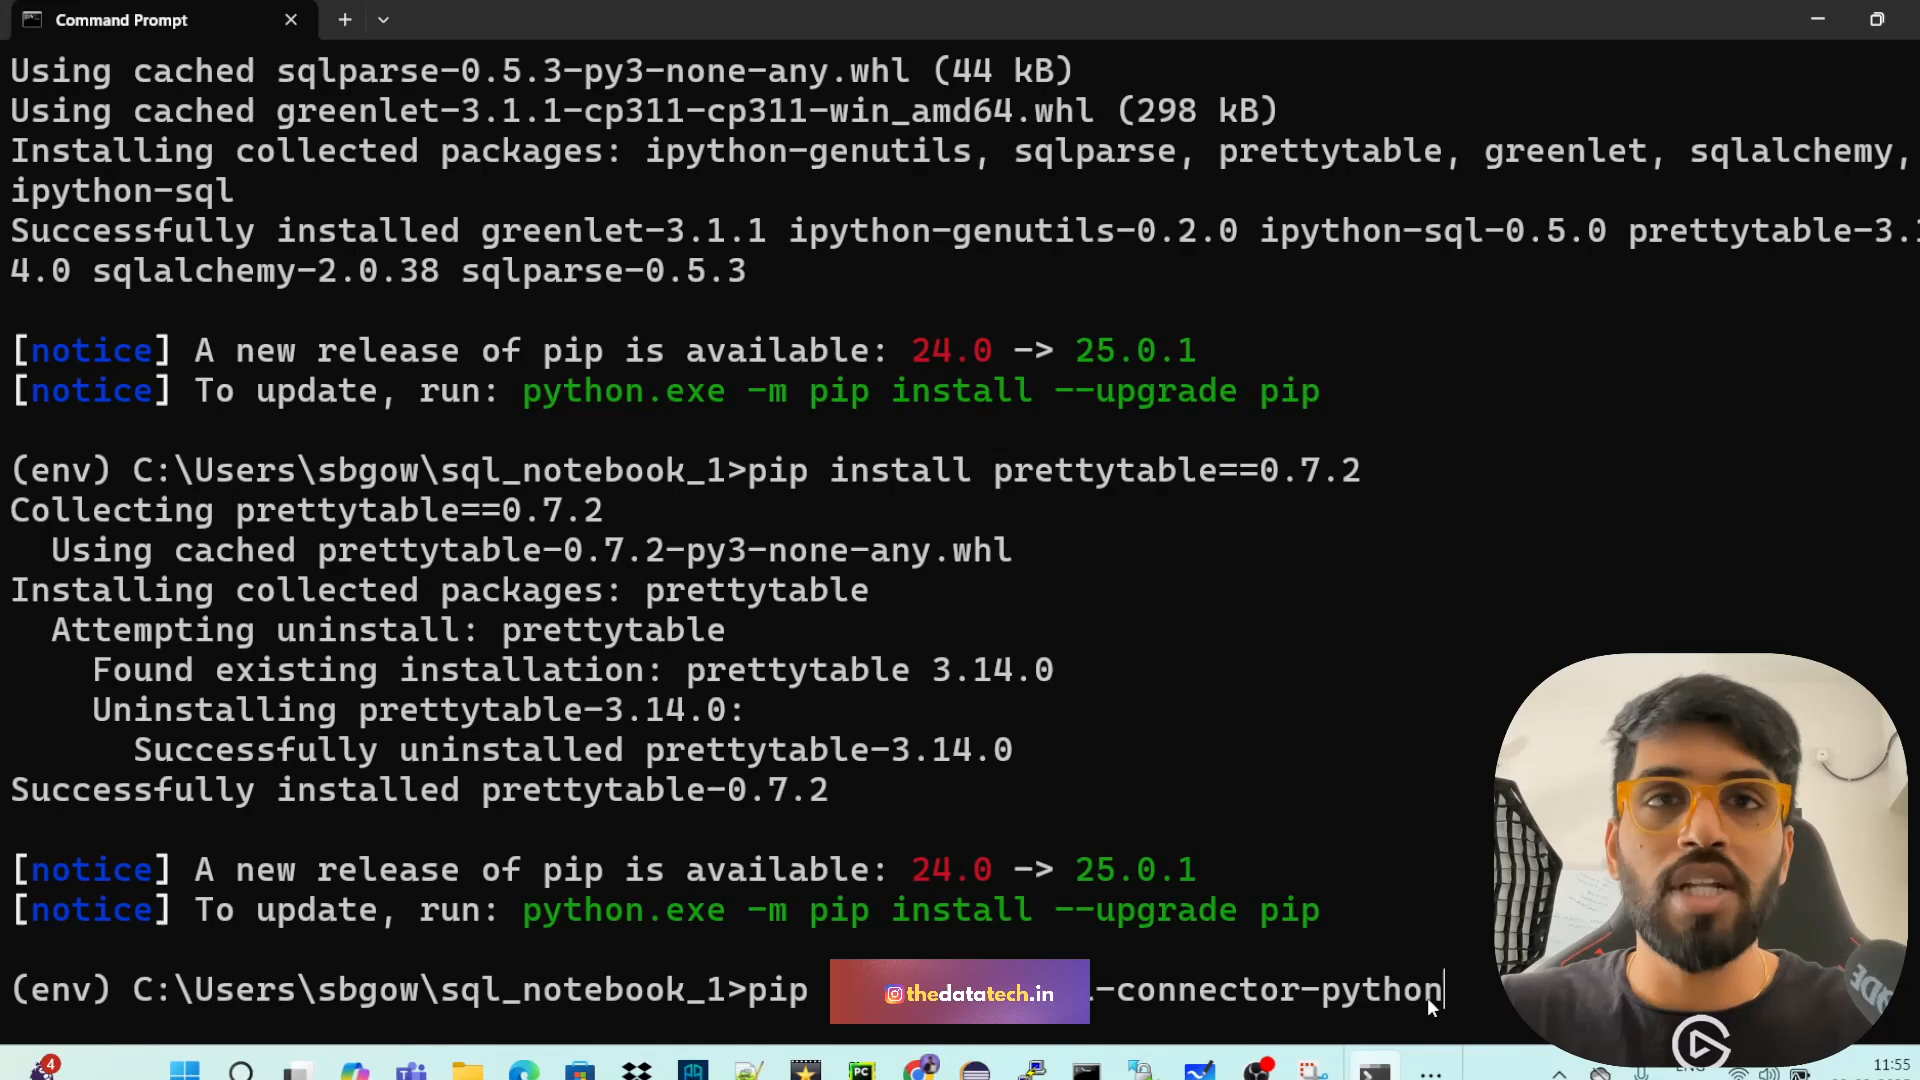 Command Prompt
Using cached sqlparse-0.5.3-py3-none-any.whl (44 kB)
Using cached greenlet-3.1.1-cp311-cp311-win_amd64.whl (298 kB)
Installing collected packages: ipython-genutils, sqlparse, prettytable, greenlet, sqlalchemy,
ipython-sql
Successfully installed greenlet-3.1.1 ipython-genutils-0.2.0 ipython-sql-0.5.0 prettytable-3.1
4.0 sqlalchemy-2.0.38 sqlparse-0.5.3
[notice] A new release of pip is available: 24.0 -> 25.0.1
[notice] To update, run: python.exe -m pip install --upgrade pip
(env) C:\Users\sbgow\sql_notebook_1>pip install prettytable==0.7.2
Collecting prettytable==0.7.2
Using cached prettytable-0.7.2-py3-none-any.whl
Installing collected packages: prettytable
Attempting uninstall: prettytable
Found existing installation: prettytable 3.14.0
Uninstalling prettytable-3.14.0:
Successfully uninstalled prettytable-3.14.0
Successfully installed prettytable-0.7.2
[notice] A new release of pip is available: 24.0 -> 25.0.1
[notice] To update, run: python.exe -m pip install --upgrade pip
(env) C:\Users\sbgow\sql_notebook_1>pip thedatatech.in -connector-python
4
PC
11:55